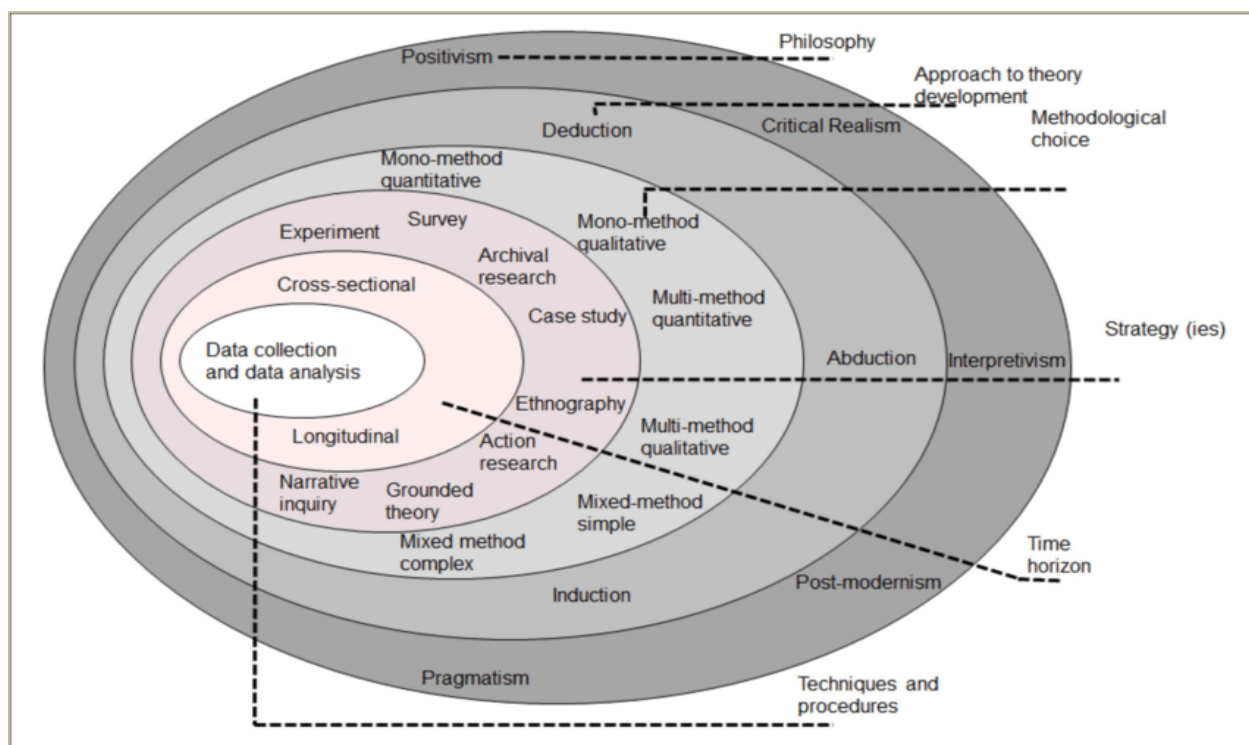 Philosophy
Positivism
Approach to theory
development
Methodological
choice
Deduction
Critical Realism
Mono-method
quantitative
Survey
Experiment
Mono-method
qualitative
Archival
research
Cross-sectional
Case study
Multi-method
quantitative
Strategy (ies)
Data collection
and data analysis
Abduction
Interpretivism
Ethnography
Longitudinal
Action
research
Multi-method
qualitative
Narrative
inquiry
Grounded
theory
Mixed-method
simple
Mixed method
complex
Time
horizon
Post-modernism
Induction
Pragmatism
Techniques and
procedures